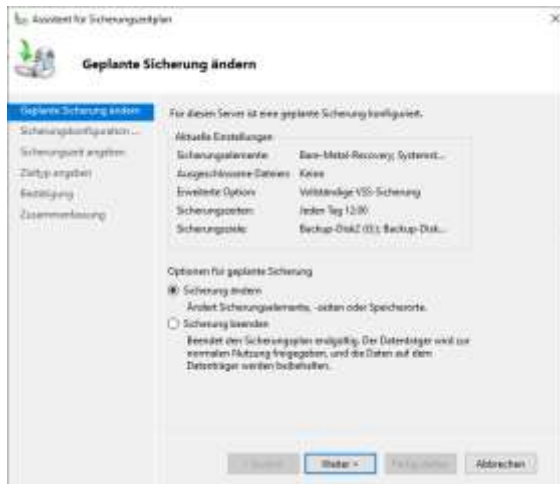 Assistent für Sicherungszeitplan
Geplante Sicherung ändern
Geplante Sicherung ändern
Sicherungskonfiguration ...
Sicherungszeit angeben
Zieltyp angeben
Bestätigung
Zusammenfassung
Für diesen Server ist eine geplante Sicherung konfiguriert.
Aktuelle Einstellungen
Sicherungselemente: Bare-Metal-Recovery; Systemst...
Ausgeschlossene Dateien: Keine
Erweiterte Option: Vollständige VSS-Sicherung
Sicherungszeiten: Jeden Tag 12:00
Sicherungsziele: Backup-Disk2 Backup-Disk...
Optionen für geplante Sicherung
Sicherung ändern
Ändert Sicherungselemente, -zeiten oder Speicherorte.
Sicherung beenden
Beendet den Sicherungsplan endgültig. Der Datenträger wird zur
normalen Nutzung freigegeben, und die Daten auf dem
Datenträger werden beibehalten.
< Zurück Weiter > Fertig stellen Abbrechen